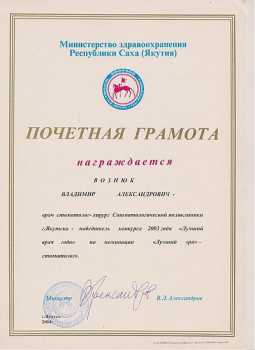 Министерство здравоохранения
Республики Саха (Якутия)
ПОЧЕТНАЯ ГРАМОТА
награждается
ВОЗНЮК
ВЛАДИМИР АЛЕКСАНДРОВИЧ -
врач стоматолог-хирург Стоматологической поликлиники
г.Якутска - победитель конкурса 2003 года «Лучший
врач года» по номинации «Лучший врач-
стоматолог».
Министр В.Л.Александров
г.Якутск
2004г.